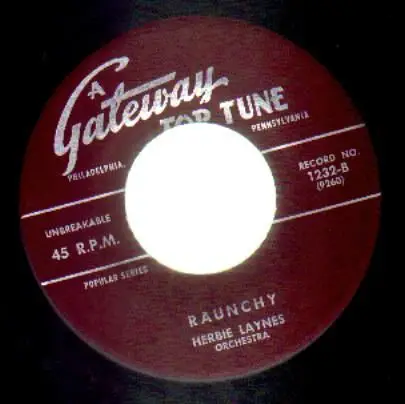 A
Gateway
TOP TUNE
PHILADELPHIA, PENNSYLVANIA
RECORD NO.
1232-B
(9260)
UNBREAKABLE
45 R.P.M.
POPULAR SERIES
RAUNCHY
HERBIE LAYNES
ORCHESTRA